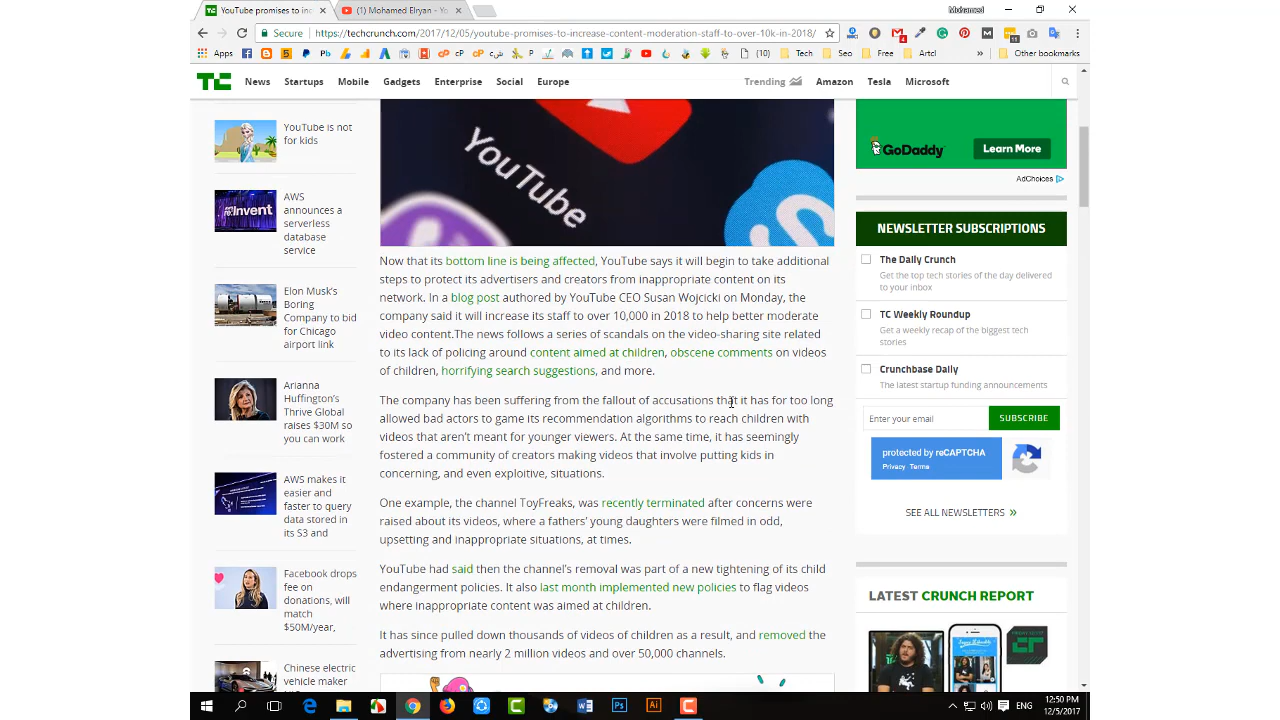 YouTube promises to inc
(1) Mohamed Elryan - YouT
Mohamed
Secure
https://techcrunch.com/2017/12/05/youtube-promises-to-increase-content-moderation-staff-to-over-10k-in-2018/
Apps
cP
cP
(10)
Tech
Seo
Free
Artcl
»
Other bookmarks
TC
News
Startups
Mobile
Gadgets
Enterprise
Social
Europe
Trending
Amazon
Tesla
Microsoft
YouTube is not
for kids
AWS
announces a
serverless
database
service
Elon Musk's
Boring
Company to bid
for Chicago
airport link
Arianna
Huffington's
Thrive Global
raises $30M so
you can work
AWS makes it
easier and
faster to query
data stored in
its S3 and
Facebook drops
fee on
donations, will
match
$50M/year,
Chinese electric
vehicle maker
YouTube
Now that its bottom line is being affected, YouTube says it will begin to take additional
steps to protect its advertisers and creators from inappropriate content on its
network. In a blog post authored by YouTube CEO Susan Wojcicki on Monday, the
company said it will increase its staff to over 10,000 in 2018 to help better moderate
video content.The news follows a series of scandals on the video-sharing site related
to its lack of policing around content aimed at children, obscene comments on videos
of children, horrifying search suggestions, and more.
The company has been suffering from the fallout of accusations that it has for too long
allowed bad actors to game its recommendation algorithms to reach children with
videos that aren't meant for younger viewers. At the same time, it has seemingly
fostered a community of creators making videos that involve putting kids in
concerning, and even exploitive, situations.
One example, the channel ToyFreaks, was recently terminated after concerns were
raised about its videos, where a fathers' young daughters were filmed in odd,
upsetting and inappropriate situations, at times.
YouTube had said then the channel's removal was part of a new tightening of its child
endangerment policies. It also last month implemented new policies to flag videos
where inappropriate content was aimed at children.
It has since pulled down thousands of videos of children as a result, and removed the
advertising from nearly 2 million videos and over 50,000 channels.
GoDaddy
Learn More
AdChoices
NEWSLETTER SUBSCRIPTIONS
The Daily Crunch
Get the top tech stories of the day delivered
to your inbox
TC Weekly Roundup
Get a weekly recap of the biggest tech
stories
Crunchbase Daily
The latest startup funding announcements
Enter your email
SUBSCRIBE
protected by reCAPTCHA
Privacy Terms
SEE ALL NEWSLETTERS »
LATEST CRUNCH REPORT
ENG
12:50 PM
12/5/2017